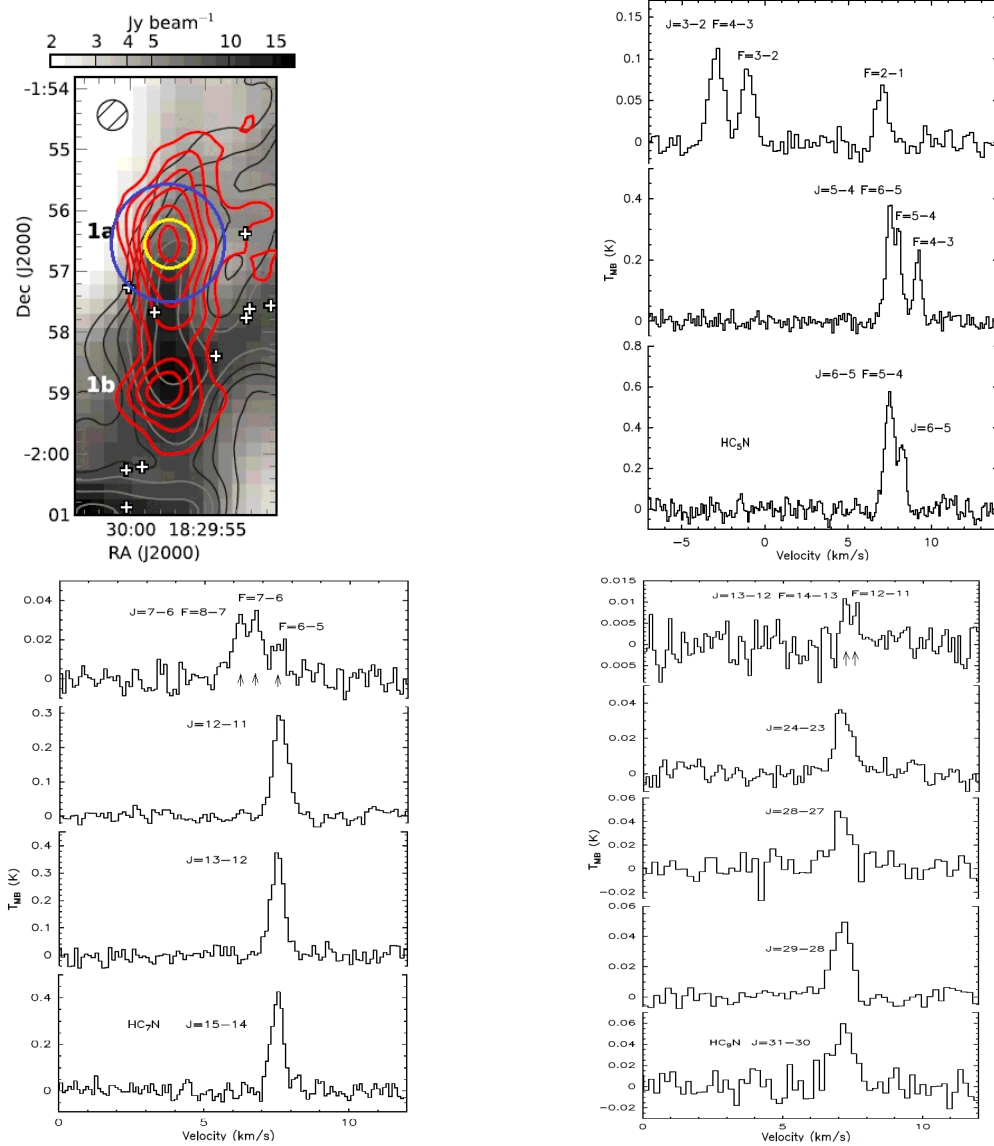 Jy beam⁻¹
2 3 4 5 10 15
-1:54
55
56
1a
57
58
1b
59
-2:00
01
Dec (J2000)
30:00 18:29:55
RA (J2000)
J=3−2 F=4−3
F=3−2
F=2−1
0.15
0.1
0.05
0
J=5−4 F=6−5
F=5−4
F=4−3
0.4
0.2
0
T_MB (K)
J=6−5 F=5−4
J=6−5
HC₅N
0.8
0.6
0.4
0.2
0
−5 0 5 10
Velocity (km/s)
F=7−6
J=7−6 F=8−7
F=6−5
0.04
0.02
0
J=12−11
0.3
0.2
0.1
0
J=13−12
0.4
0.3
0.2
0.1
0
T_MB (K)
HC₇N J=15−14
0.4
0.2
0
0 5 10
Velocity (km/s)
J=13−12 F=14−13 F=12−11
0.015
0.01
0.005
0
0.005
J=24−23
0.04
0.02
0
J=28−27
0.06
0.04
0.02
0
−0.02
T_MB (K)
J=29−28
0.06
0.04
0.02
0
HC₉N J=31−30
0.06
0.04
0.02
0
−0.02
0 5 10
Velocity (km/s)